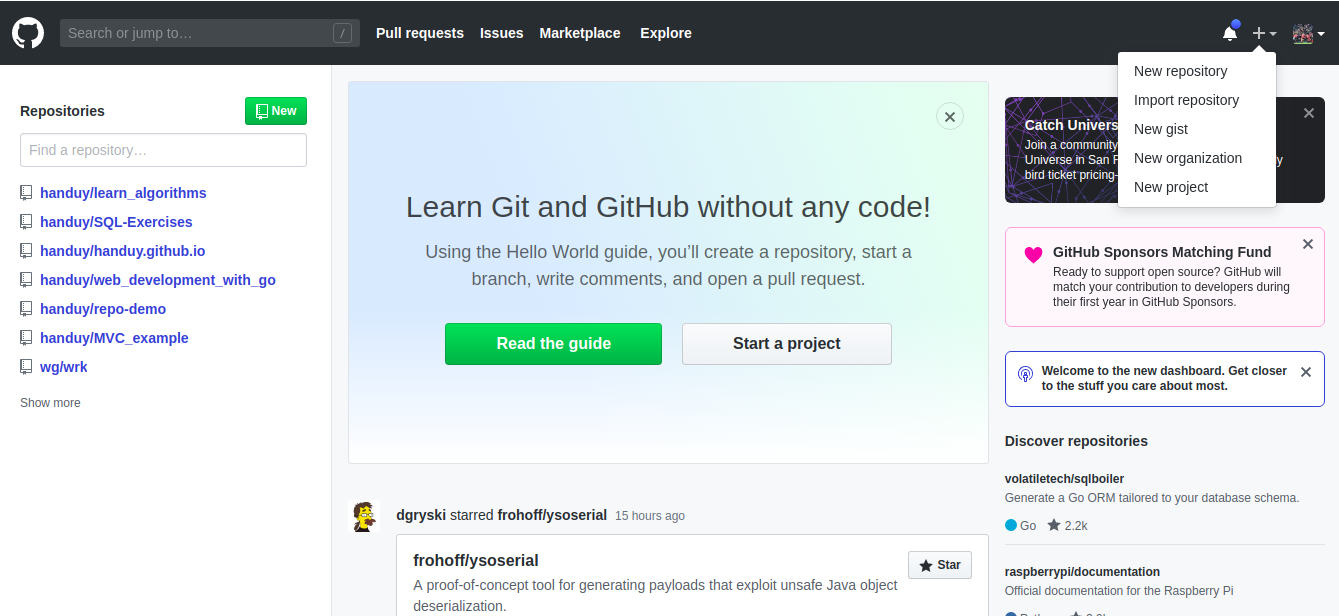 Search or jump to…
/
Pull requests
Issues
Marketplace
Explore
New repository
Import repository
New gist
New organization
New project
Repositories
New
Find a repository…
handuy/learn_algorithms
handuy/SQL-Exercises
handuy/handuy.github.io
handuy/web_development_with_go
handuy/repo-demo
handuy/MVC_example
wg/wrk
Show more
Learn Git and GitHub without any code!
Using the Hello World guide, you’ll create a repository, start a
branch, write comments, and open a pull request.
Read the guide
Start a project
dgryski starred frohoff/ysoserial 15 hours ago
frohoff/ysoserial
Star
A proof-of-concept tool for generating payloads that exploit unsafe Java object
deserialization.
Catch Univers
Join a community
Universe in San F
bird ticket pricing-
GitHub Sponsors Matching Fund
Ready to support open source? GitHub will
match your contribution to developers during
their first year in GitHub Sponsors.
Welcome to the new dashboard. Get closer
to the stuff you care about most.
Discover repositories
volatiletech/sqlboiler
Generate a Go ORM tailored to your database schema.
Go 2.2k
raspberrypi/documentation
Official documentation for the Raspberry Pi